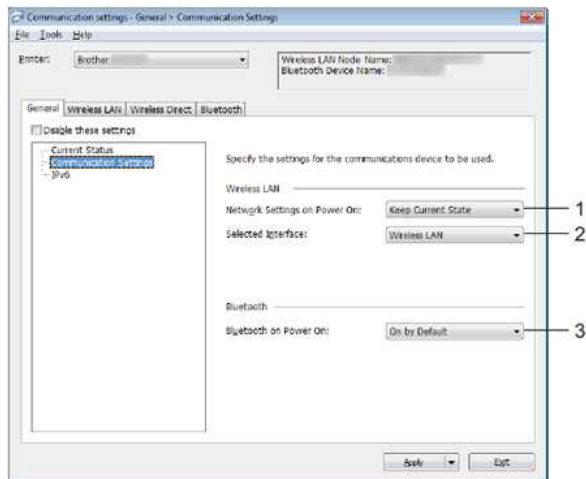 Communication settings - General > Communication Settings
File Tools Help
Printer: Brother
Wireless LAN Node Name:
Bluetooth Device Name:
General Wireless LAN Wireless Direct Bluetooth
Disable these settings
Current Status
Communication Settings
IPv6
Specify the settings for the communications device to be used.
Wireless LAN
Network Settings on Power On: Keep Current State 1
Selected Interface: Wireless LAN 2
Bluetooth
Bluetooth on Power On: On by Default 3
Apply Exit